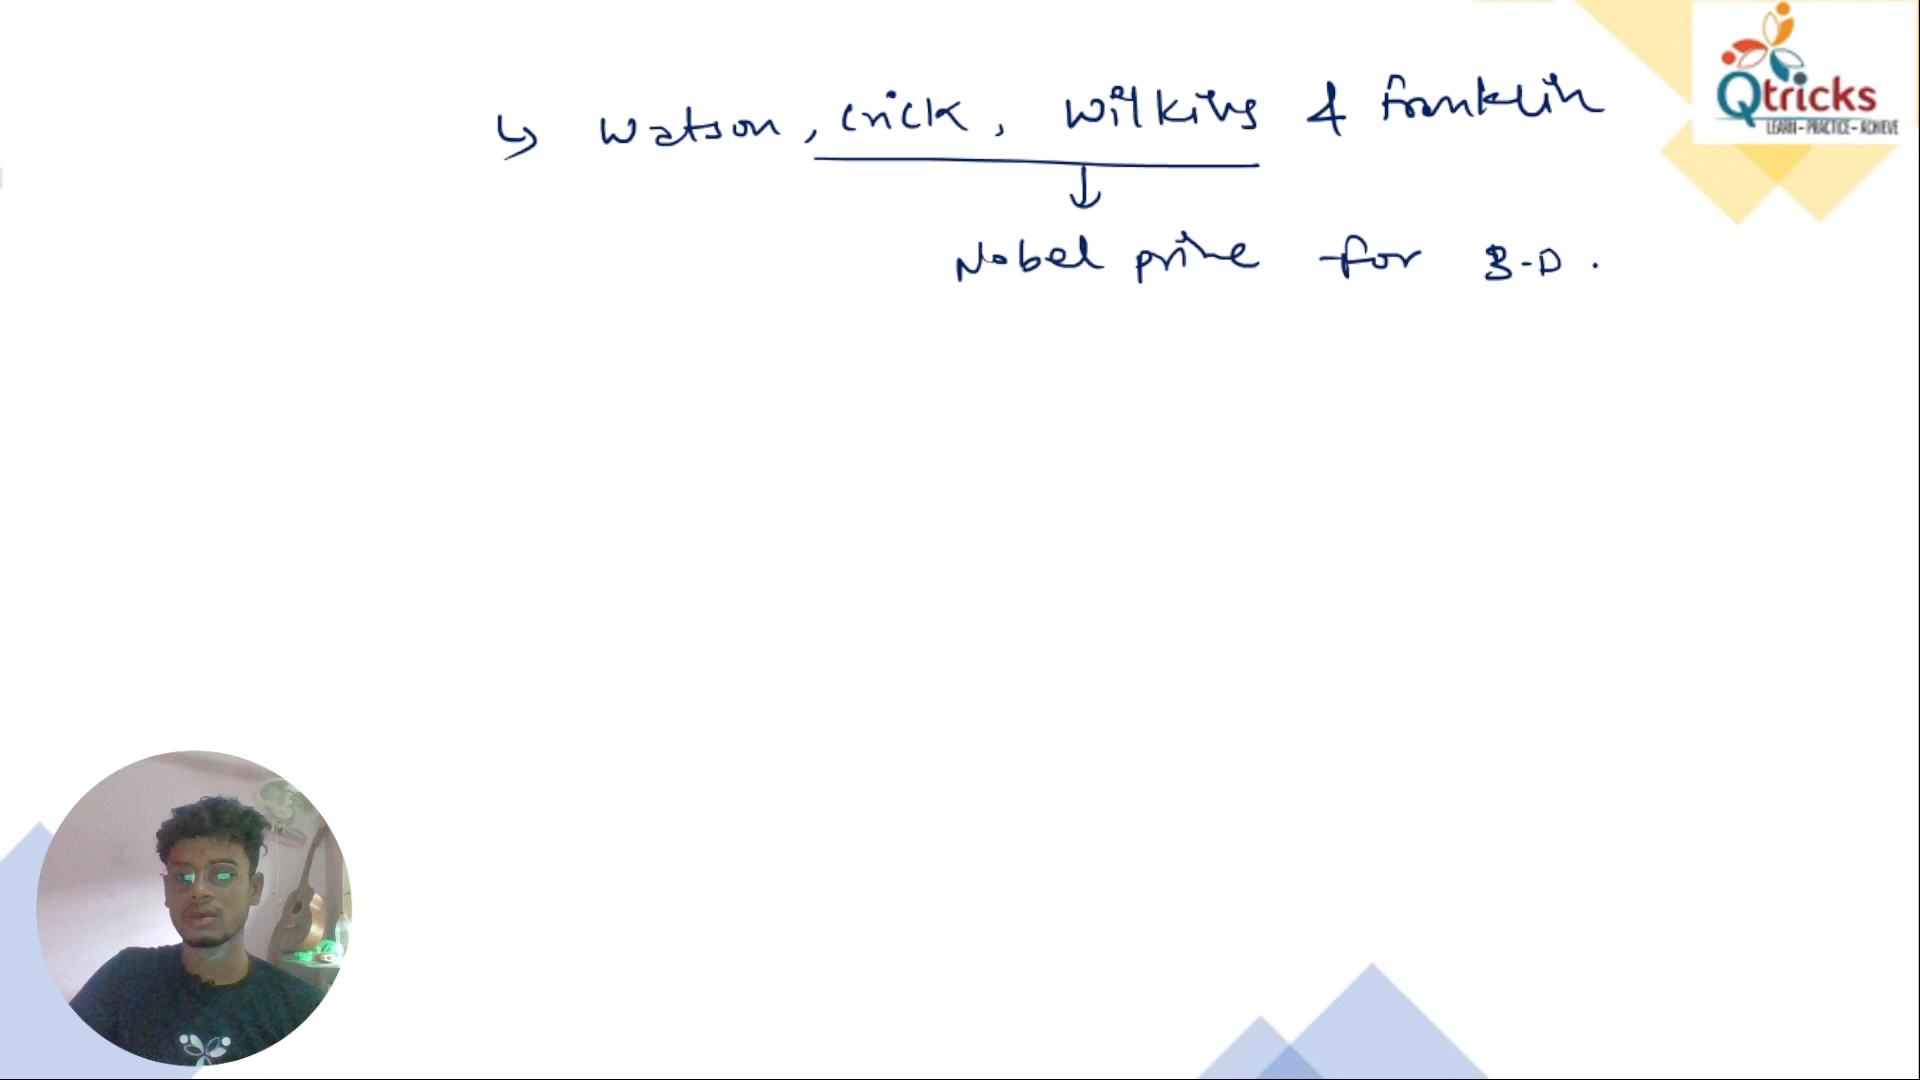 ↳ Watson, Crick, Wilkins & Franklin
↓
Nobel prize for 3-D.
Qtricks
LEARN - PRACTICE - ACHIEVE